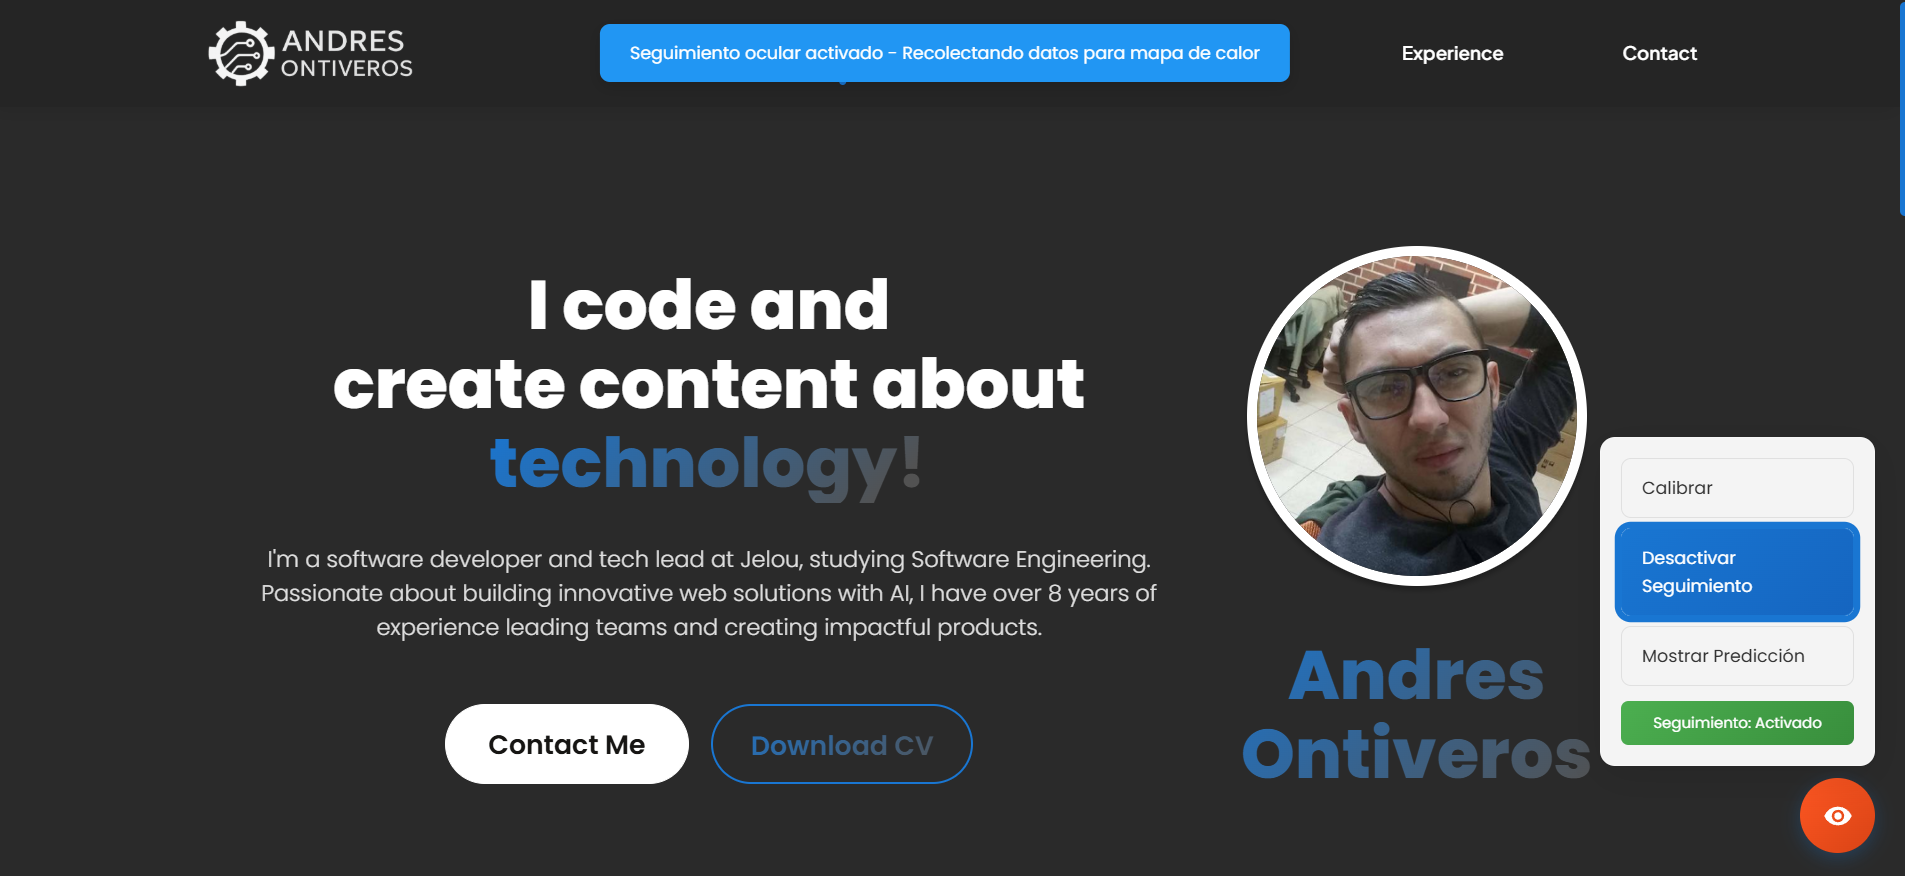 ANDRES
ONTIVEROS
Seguimiento ocular activado - Recolectando datos para mapa de calor
Experience
Contact
I code and
create content about
technology!
I'm a software developer and tech lead at Jelou, studying Software Engineering.
Passionate about building innovative web solutions with AI, I have over 8 years of
experience leading teams and creating impactful products.
Contact Me
Download CV
Andres
Ontiveros
Calibrar
Desactivar
Seguimiento
Mostrar Predicción
Seguimiento: Activado